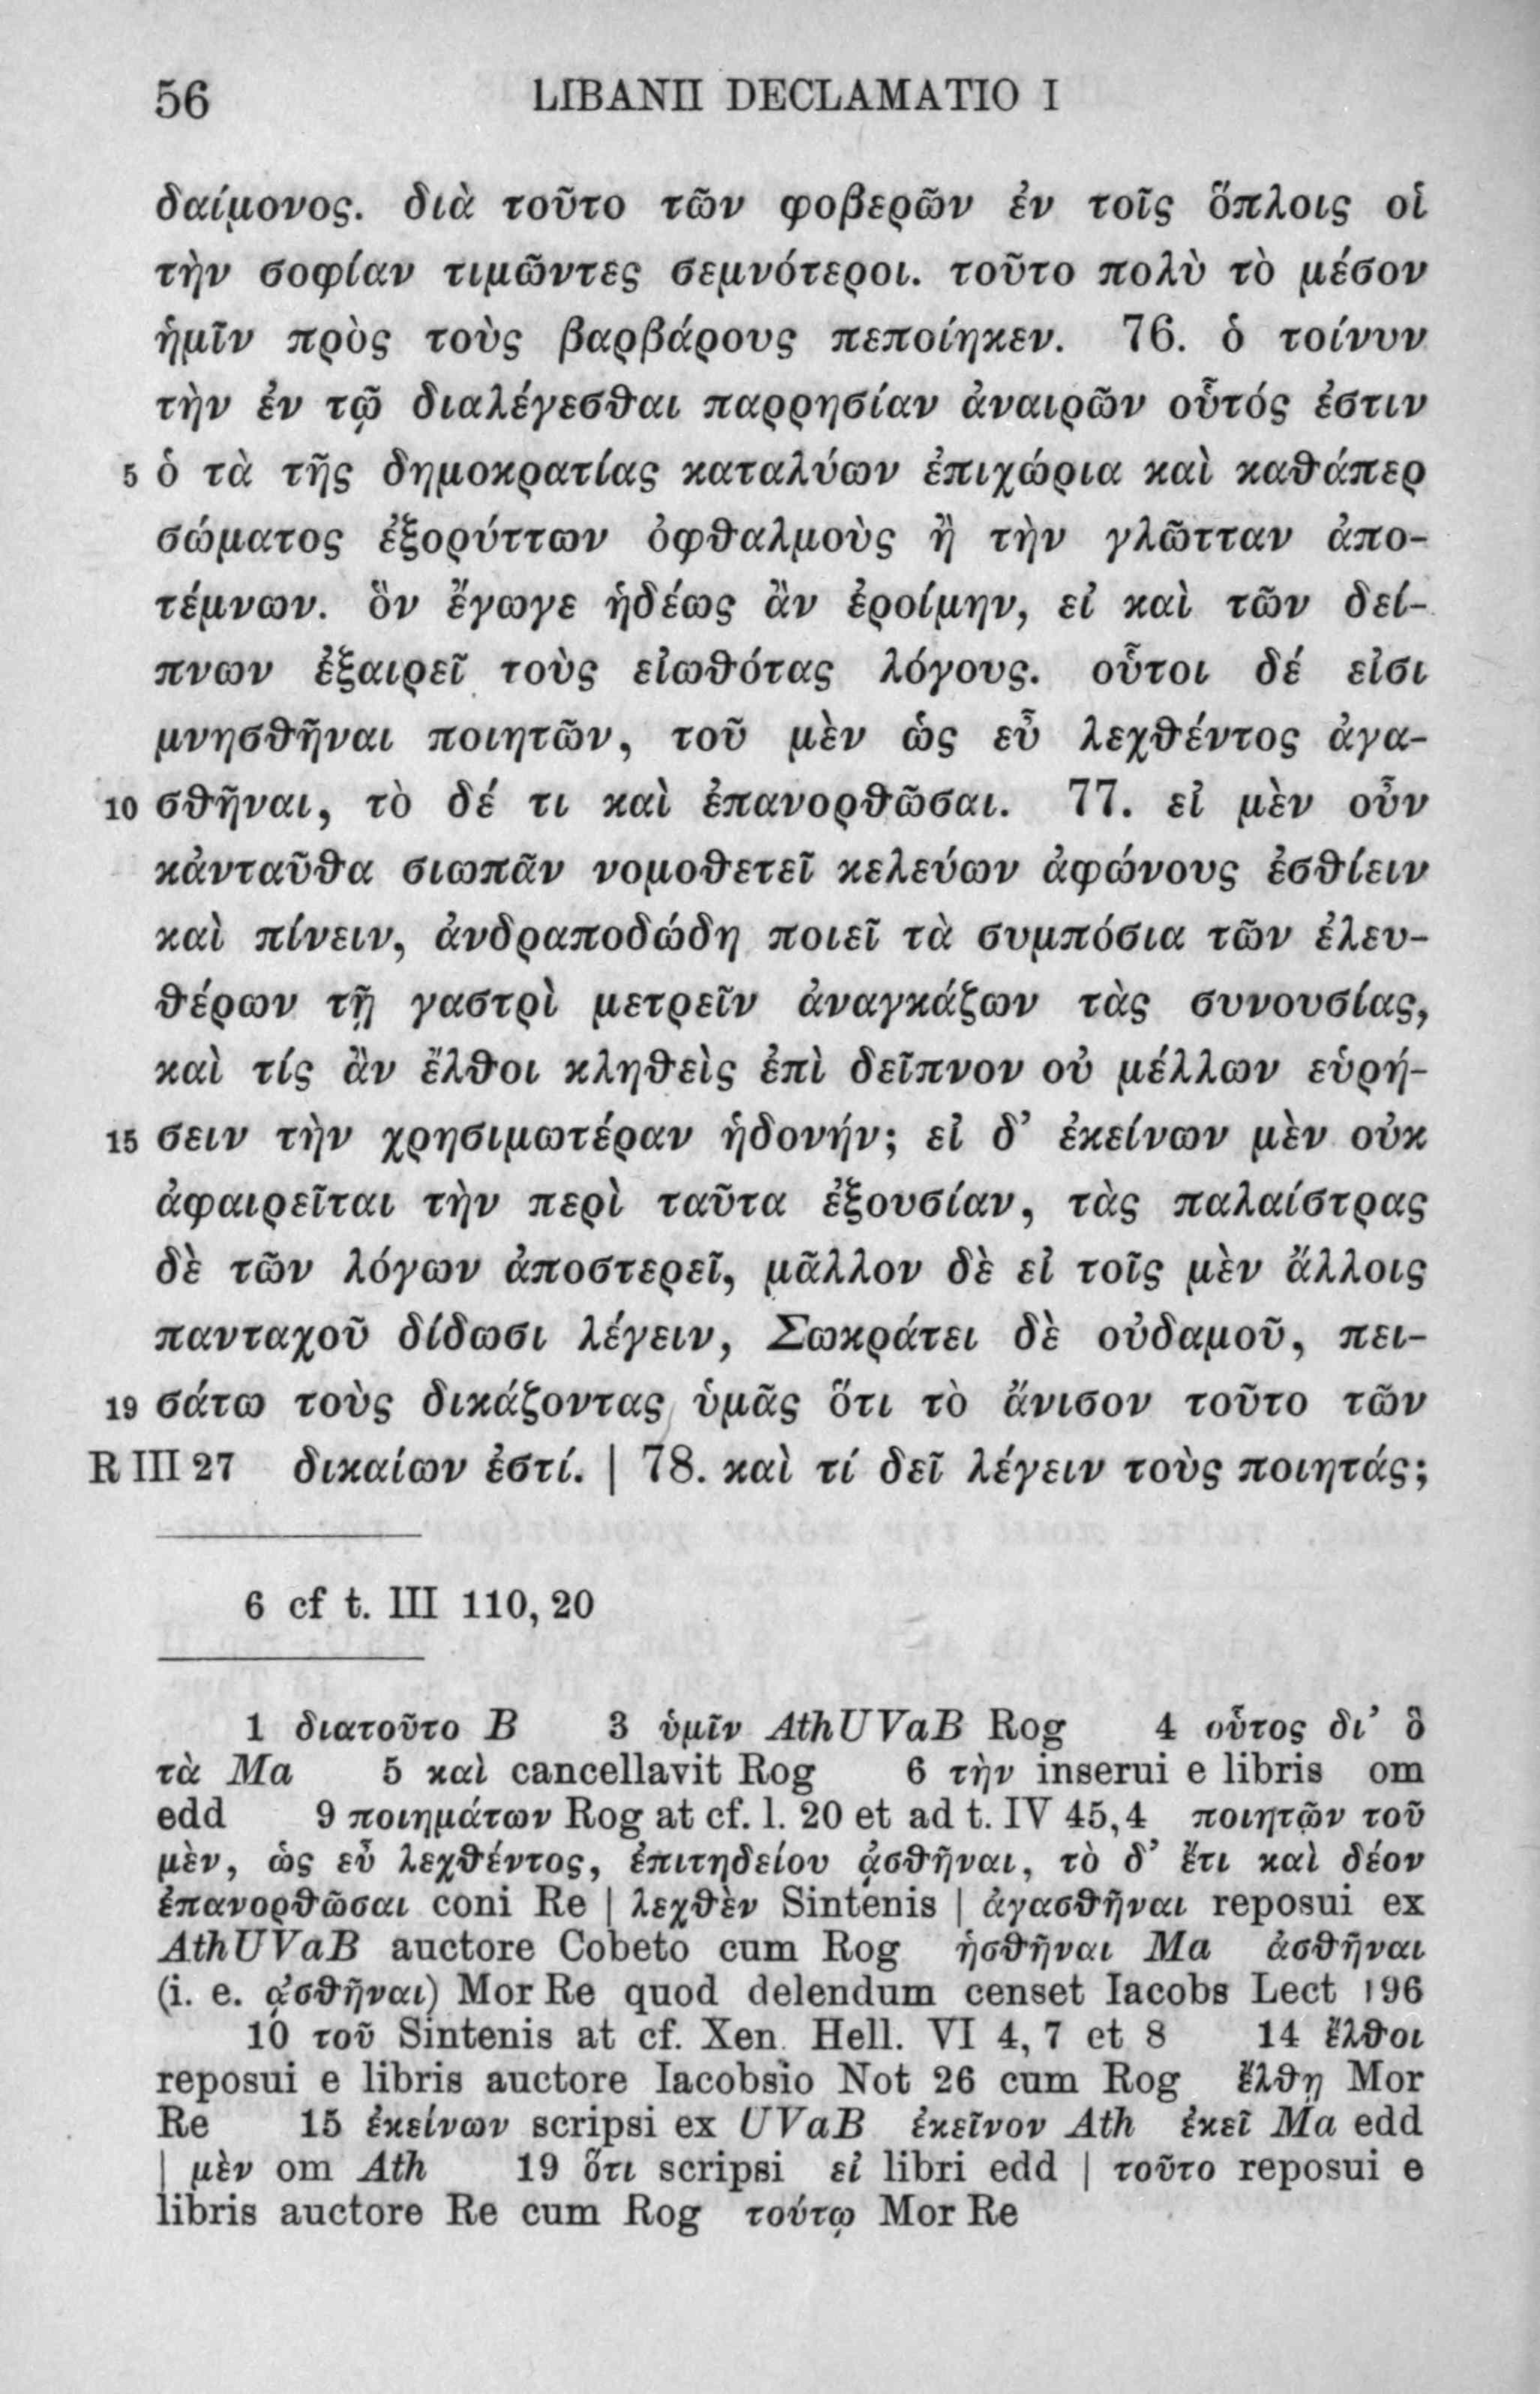 56 LIBANII DECLAMATIO I
δαίμονος. διὰ τοῦτο τῶν φοβερῶν ἐν τοῖς ὅπλοις οἱ
τὴν σοφίαν τιμῶντες σεμνότεροι. τοῦτο πολὺ τὸ μέσον
ἡμῖν πρὸς τοὺς βαρβάρους πεποίηκεν. 76. ὁ τοίνυν
τὴν ἐν τῷ διαλέγεσθαι παρρησίαν ἀναιρῶν οὗτός ἐστιν
5 ὁ τὰ τῆς δημοκρατίας καταλύων ἐπιχώρια καὶ καθάπερ
σώματος ἐξορύττων ὀφθαλμοὺς ἢ τὴν γλῶτταν ἀπο-
τέμνων. ὃν ἔγωγε ἡδέως ἂν ἐροίμην, εἰ καὶ τῶν δεί-
πνων ἐξαιρεῖ τοὺς εἰωθότας λόγους. οὗτοι δέ εἰσι
μνησθῆναι ποιητῶν, τοῦ μὲν ὡς εὖ λεχθέντος ἀγα-
10 σθῆναι, τὸ δέ τι καὶ ἐπανορθῶσαι. 77. εἰ μὲν οὖν
κἀνταῦθα σιωπᾶν νομοθετεῖ κελεύων ἀφώνους ἐσθίειν
καὶ πίνειν, ἀνδραποδώδη ποιεῖ τὰ συμπόσια τῶν ἐλευ-
θέρων τῇ γαστρὶ μετρεῖν ἀναγκάζων τὰς συνουσίας,
καὶ τίς ἂν ἔλθοι κληθεὶς ἐπὶ δεῖπνον οὐ μέλλων εὑρή-
15 σειν τὴν χρησιμωτέραν ἡδονήν; εἰ δ’ ἐκείνων μὲν οὐκ
ἀφαιρεῖται τὴν περὶ ταῦτα ἐξουσίαν, τὰς παλαίστρας
δὲ τῶν λόγων ἀποστερεῖ, μᾶλλον δὲ εἰ τοῖς μὲν ἄλλοις
πανταχοῦ δίδωσι λέγειν, Σωκράτει δὲ οὐδαμοῦ, πει-
19 σάτω τοὺς δικάζοντας ὑμᾶς ὅτι τὸ ἄνισον τοῦτο τῶν
R III 27 δικαίων ἐστί. | 78. καὶ τί δεῖ λέγειν τοὺς ποιητάς;
6 cf t. III 110, 20
1 διατοῦτο B 3 ὑμῖν AthUVaB Rog 4 οὗτος δι’ ὃ
τὰ Ma 5 καὶ cancellavit Rog 6 τὴν inserui e libris om
edd 9 ποιημάτων Rog at cf. l. 20 et ad t. IV 45, 4 ποιητῶν τοῦ
μὲν, ὡς εὖ λεχθέντος, ἐπιτηδείου ᾀσθῆναι, τὸ δ’ ἔτι καὶ δέον
ἐπανορθῶσαι coni Re | λεχθὲν Sintenis | ἀγασθῆναι reposui ex
AthUVaB auctore Cobeto cum Rog ἡσθῆναι Ma ἀσθῆναι
(i. e. ᾀσθῆναι) Mor Re quod delendum censet Iacobs Lect 196
10 τοῦ Sintenis at cf. Xen. Hell. VI 4, 7 et 8 14 ἔλθοι
reposui e libris auctore Iacobsio Not 26 cum Rog ἔλθῃ Mor
Re 15 ἐκείνων scripsi ex UVaB ἐκεῖνον Ath ἐκεῖ Ma edd
| μὲν om Ath 19 ὅτι scripsi εἰ libri edd | τοῦτο reposui e
libris auctore Re cum Rog τούτῳ Mor Re